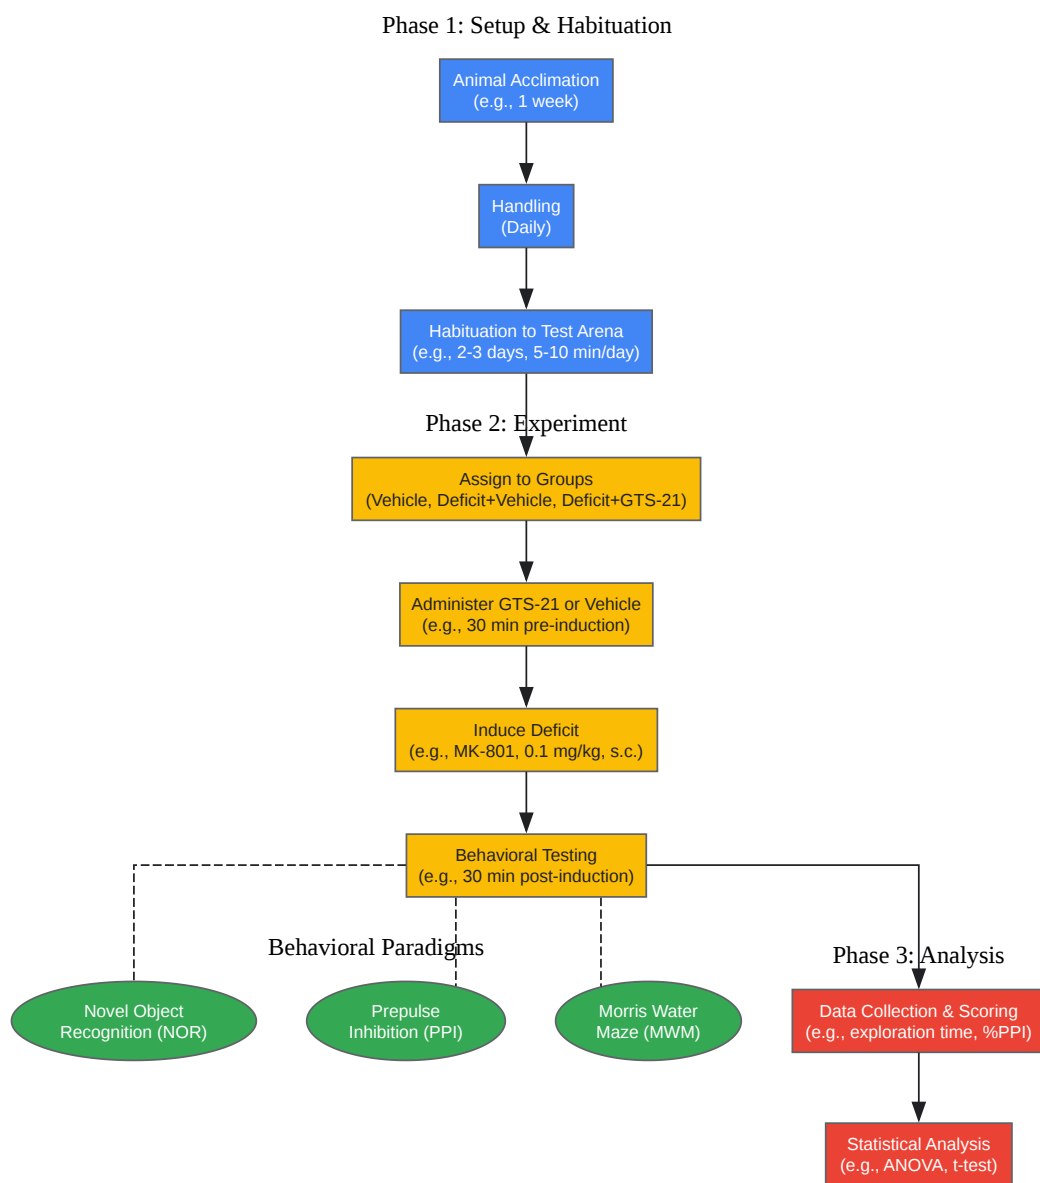 Phase 1: Setup & Habituation
Animal Acclimation
(e.g., 1 week)
Handling
(Daily)
Habituation to Test Arena
(e.g., 2-3 days, 5-10 min/day)
Phase 2: Experiment
Assign to Groups
(Vehicle, Deficit+Vehicle, Deficit+GTS-21)
Administer GTS-21 or Vehicle
(e.g., 30 min pre-induction)
Induce Deficit
(e.g., MK-801, 0.1 mg/kg, s.c.)
Behavioral Testing
(e.g., 30 min post-induction)
Behavioral Paradigms
Novel Object
Recognition (NOR)
Prepulse
Inhibition (PPI)
Morris Water
Maze (MWM)
Phase 3: Analysis
Data Collection & Scoring
(e.g., exploration time, %PPI)
Statistical Analysis
(e.g., ANOVA, t-test)